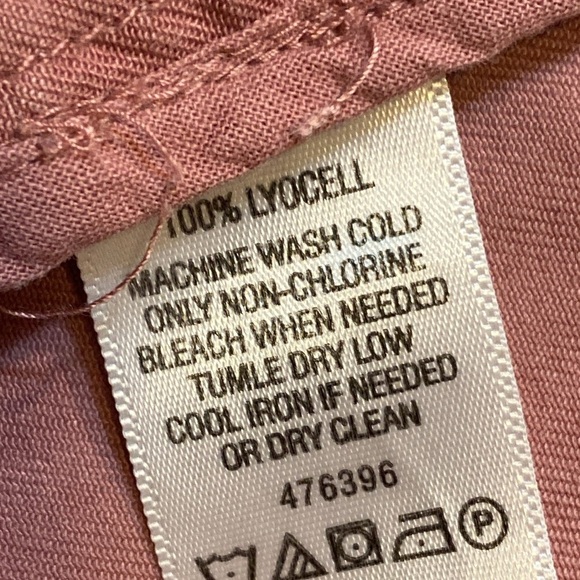 100% LYOCELL
MACHINE WASH COLD
ONLY NON-CHLORINE
BLEACH WHEN NEEDED
TUMLE DRY LOW
COOL IRON IF NEEDED
OR DRY CLEAN
476396
P